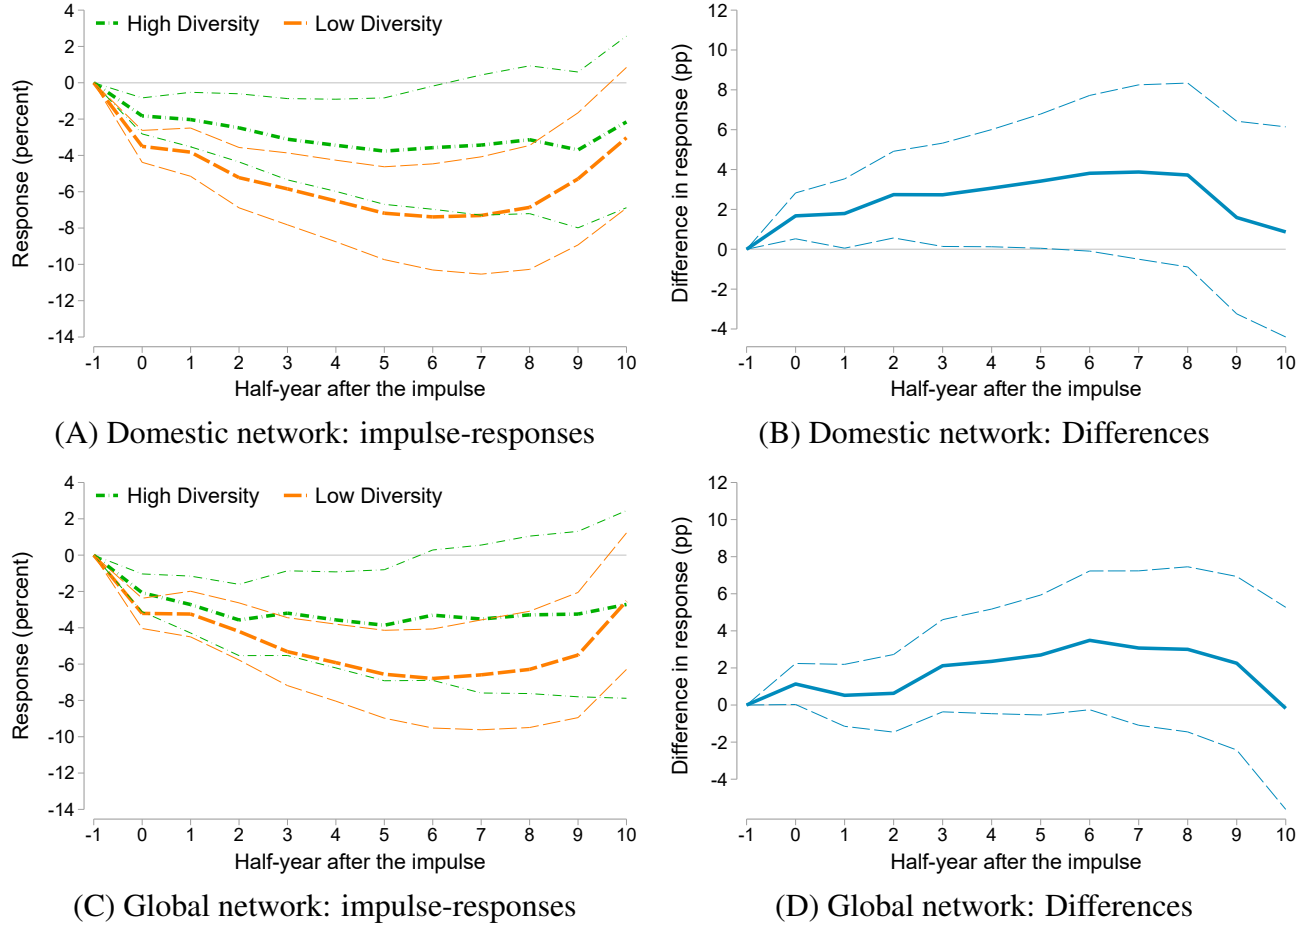 High Diversity Low Diversity
Response (percent)
4
2
0
-2
-4
-6
-8
-10
-12
-14
-1 0 1 2 3 4 5 6 7 8 9 10
Half-year after the impulse
(A) Domestic network: impulse-responses
Difference in response (pp)
12
10
8
6
4
2
0
-2
-4
-1 0 1 2 3 4 5 6 7 8 9 10
Half-year after the impulse
(B) Domestic network: Differences
High Diversity Low Diversity
Response (percent)
4
2
0
-2
-4
-6
-8
-10
-12
-14
-1 0 1 2 3 4 5 6 7 8 9 10
Half-year after the impulse
(C) Global network: impulse-responses
Difference in response (pp)
12
10
8
6
4
2
0
-2
-4
-1 0 1 2 3 4 5 6 7 8 9 10
Half-year after the impulse
(D) Global network: Differences